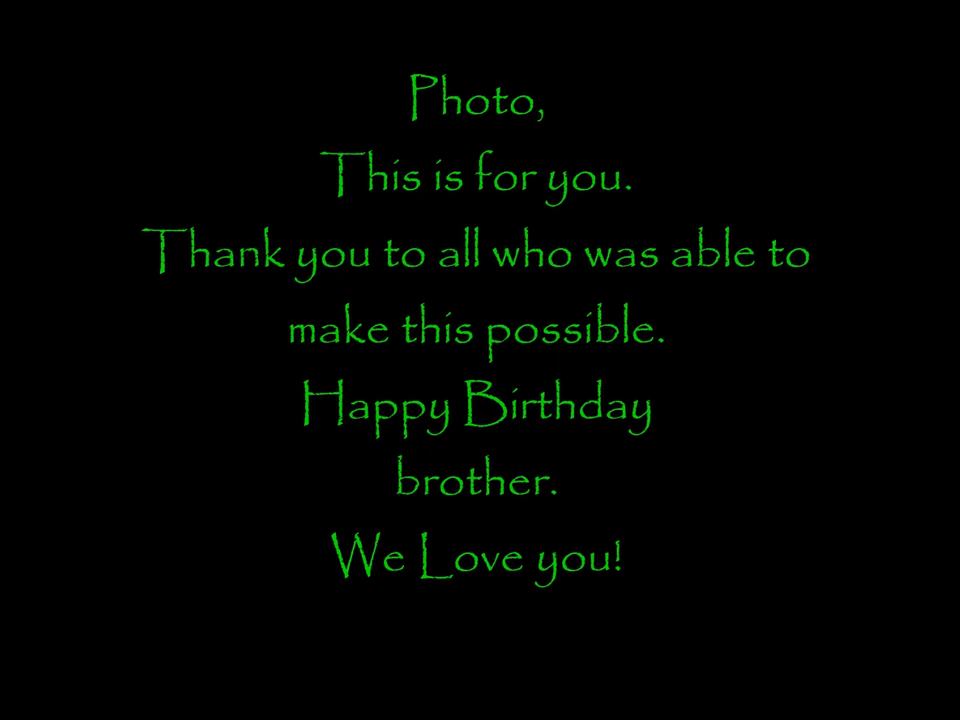 Photo,
This is for you.
Thank you to all who was able to
make this possible.
Happy Birthday
brother.
We Love you!